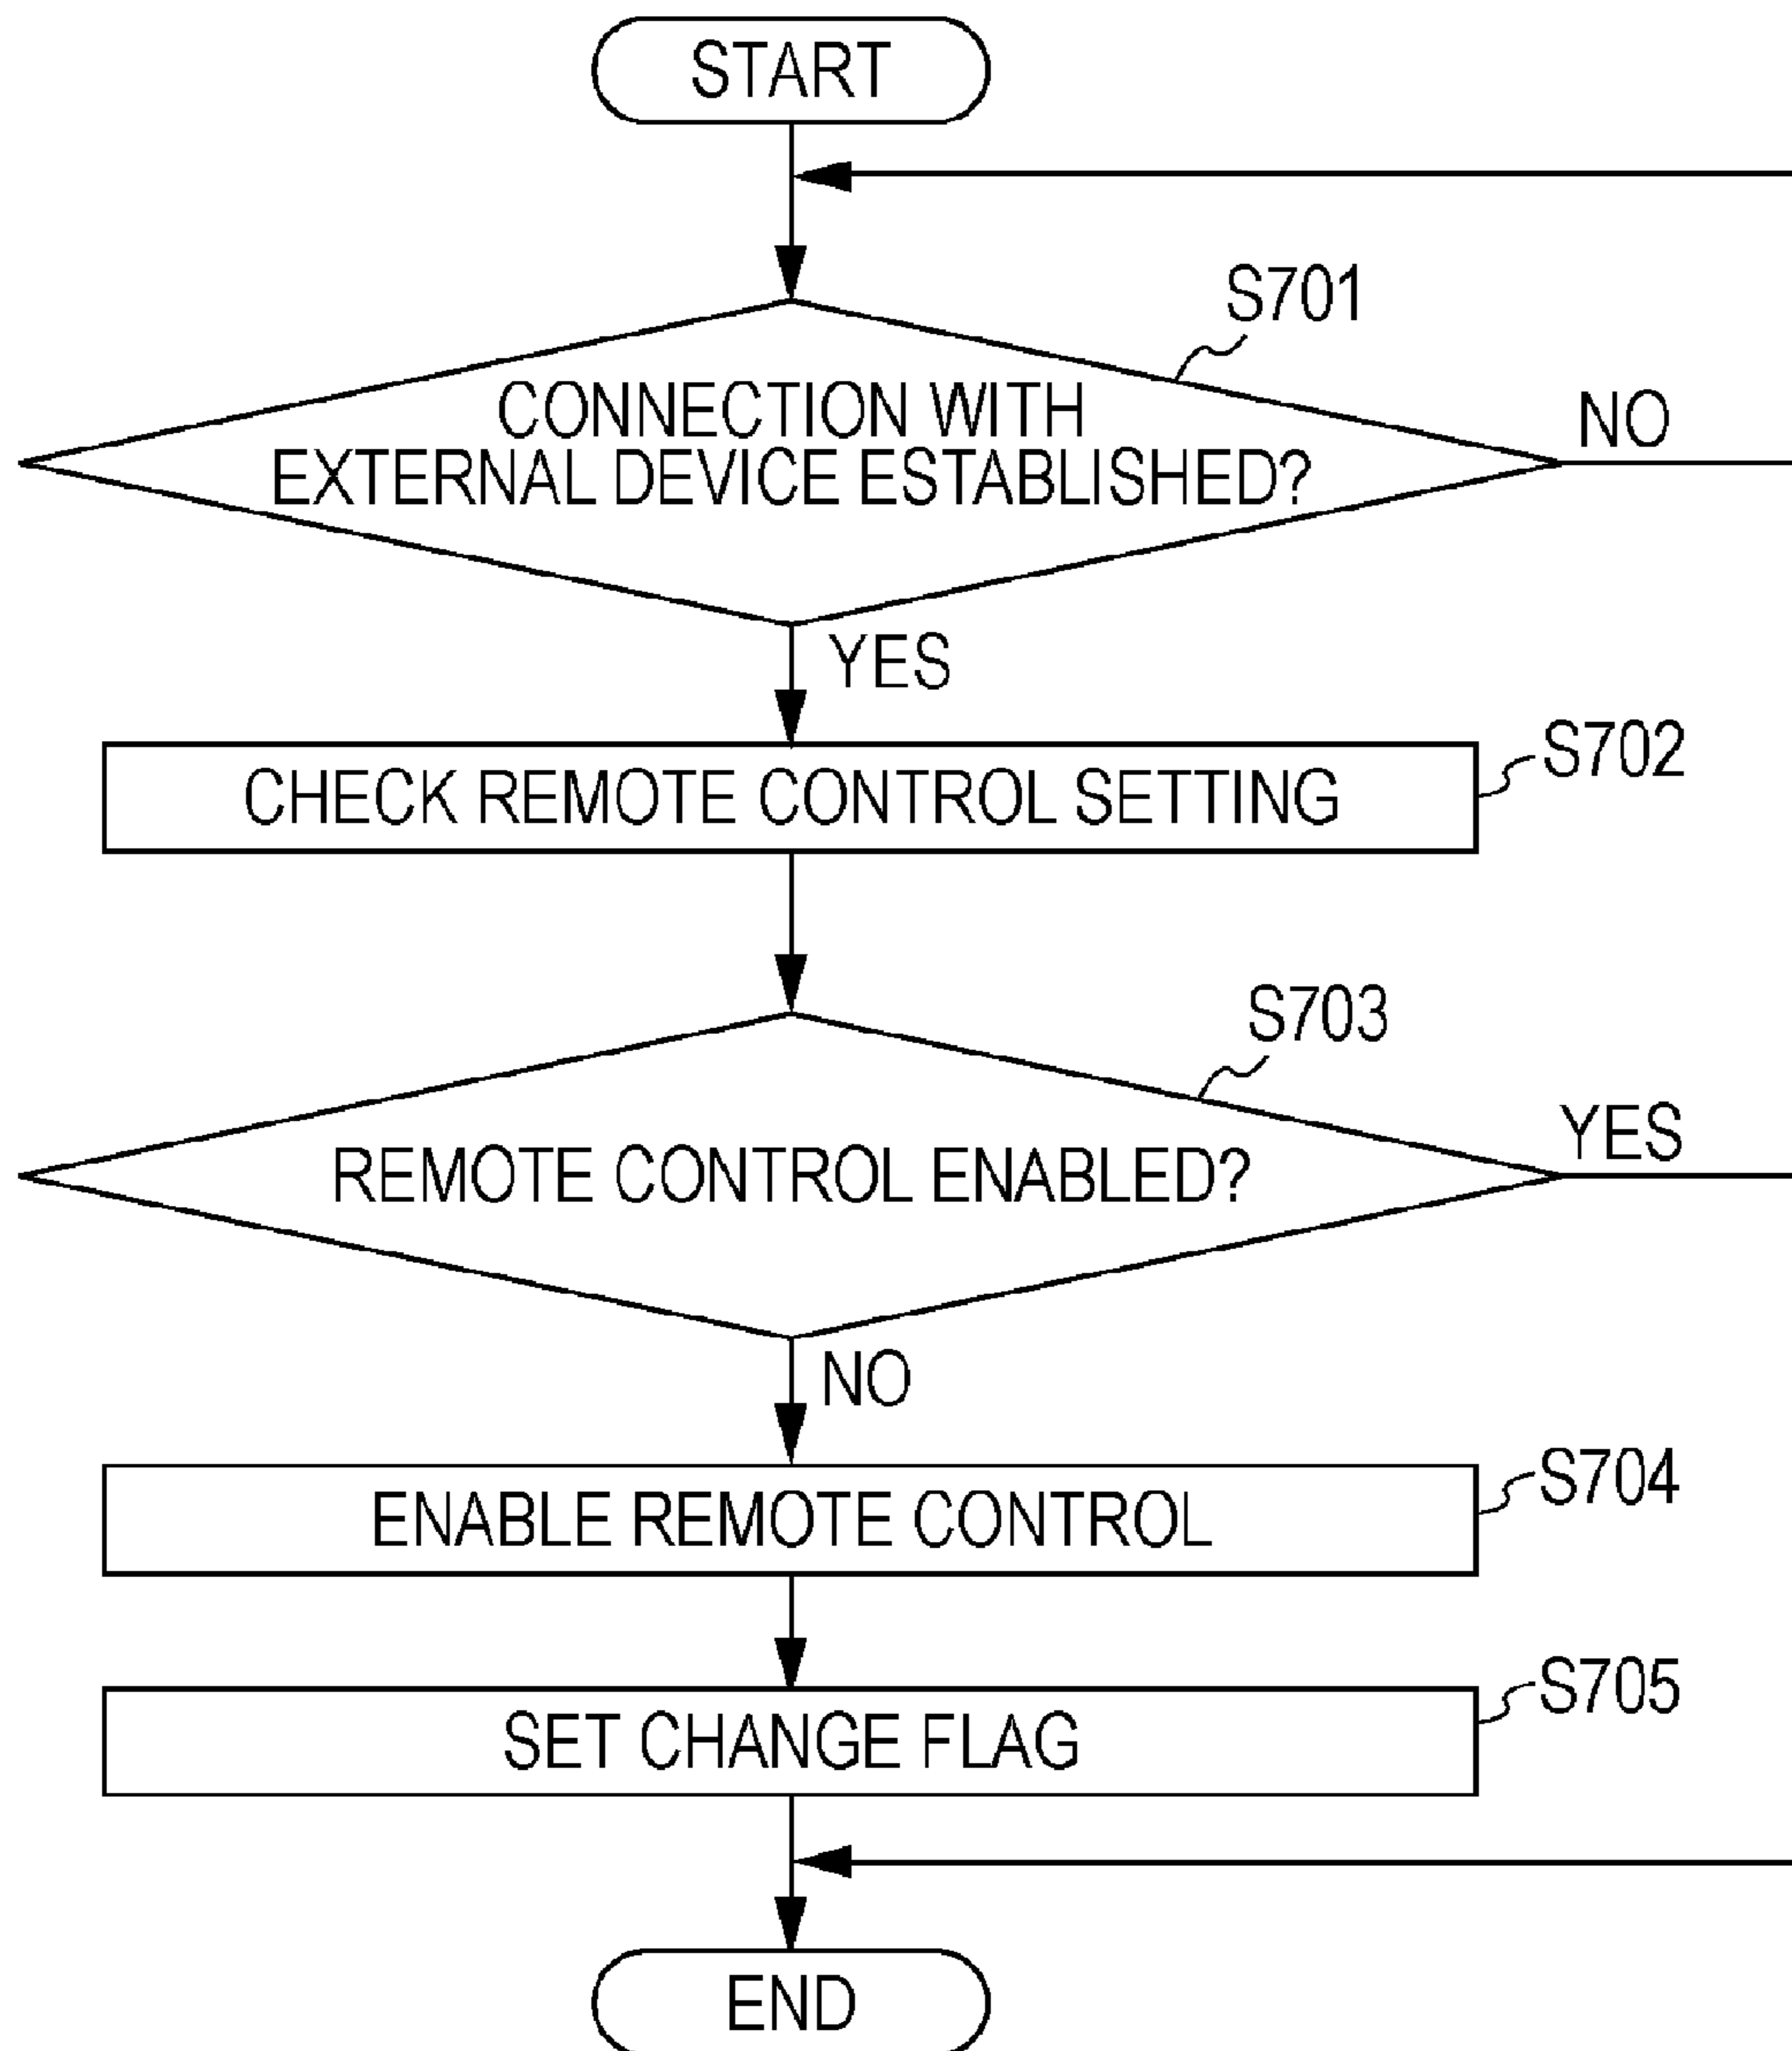 START
S701
CONNECTION WITH
EXTERNAL DEVICE ESTABLISHED?
NO
YES
S702
CHECK REMOTE CONTROL SETTING
S703
REMOTE CONTROL ENABLED?
YES
NO
S704
ENABLE REMOTE CONTROL
S705
SET CHANGE FLAG
END